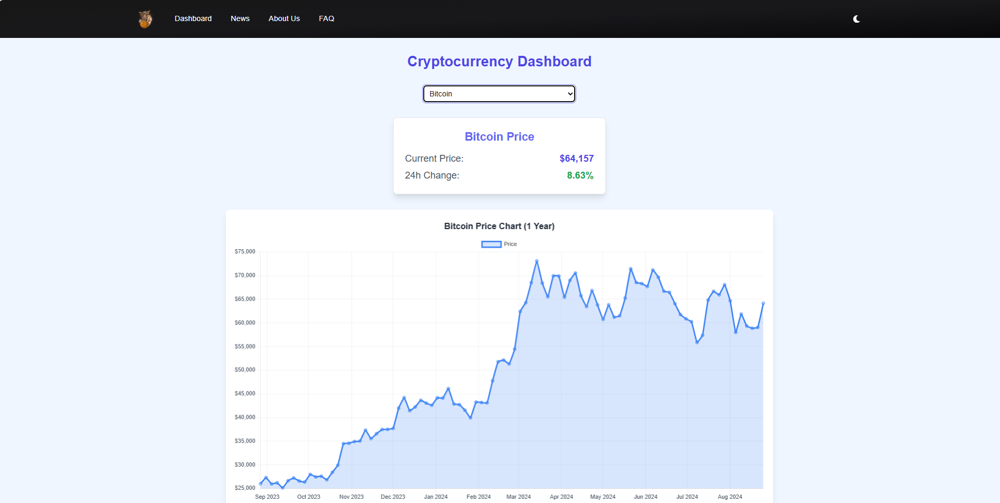 Dashboard News About Us FAQ
Cryptocurrency Dashboard
Bitcoin
Bitcoin Price
Current Price: $64,157
24h Change: 8.63%
Bitcoin Price Chart (1 Year)
Price
$75,000
$70,000
$65,000
$60,000
$55,000
$50,000
$45,000
$40,000
$35,000
$30,000
$25,000
Sep 2023 Oct 2023 Nov 2023 Dec 2023 Jan 2024 Feb 2024 Mar 2024 Apr 2024 May 2024 Jun 2024 Jul 2024 Aug 2024